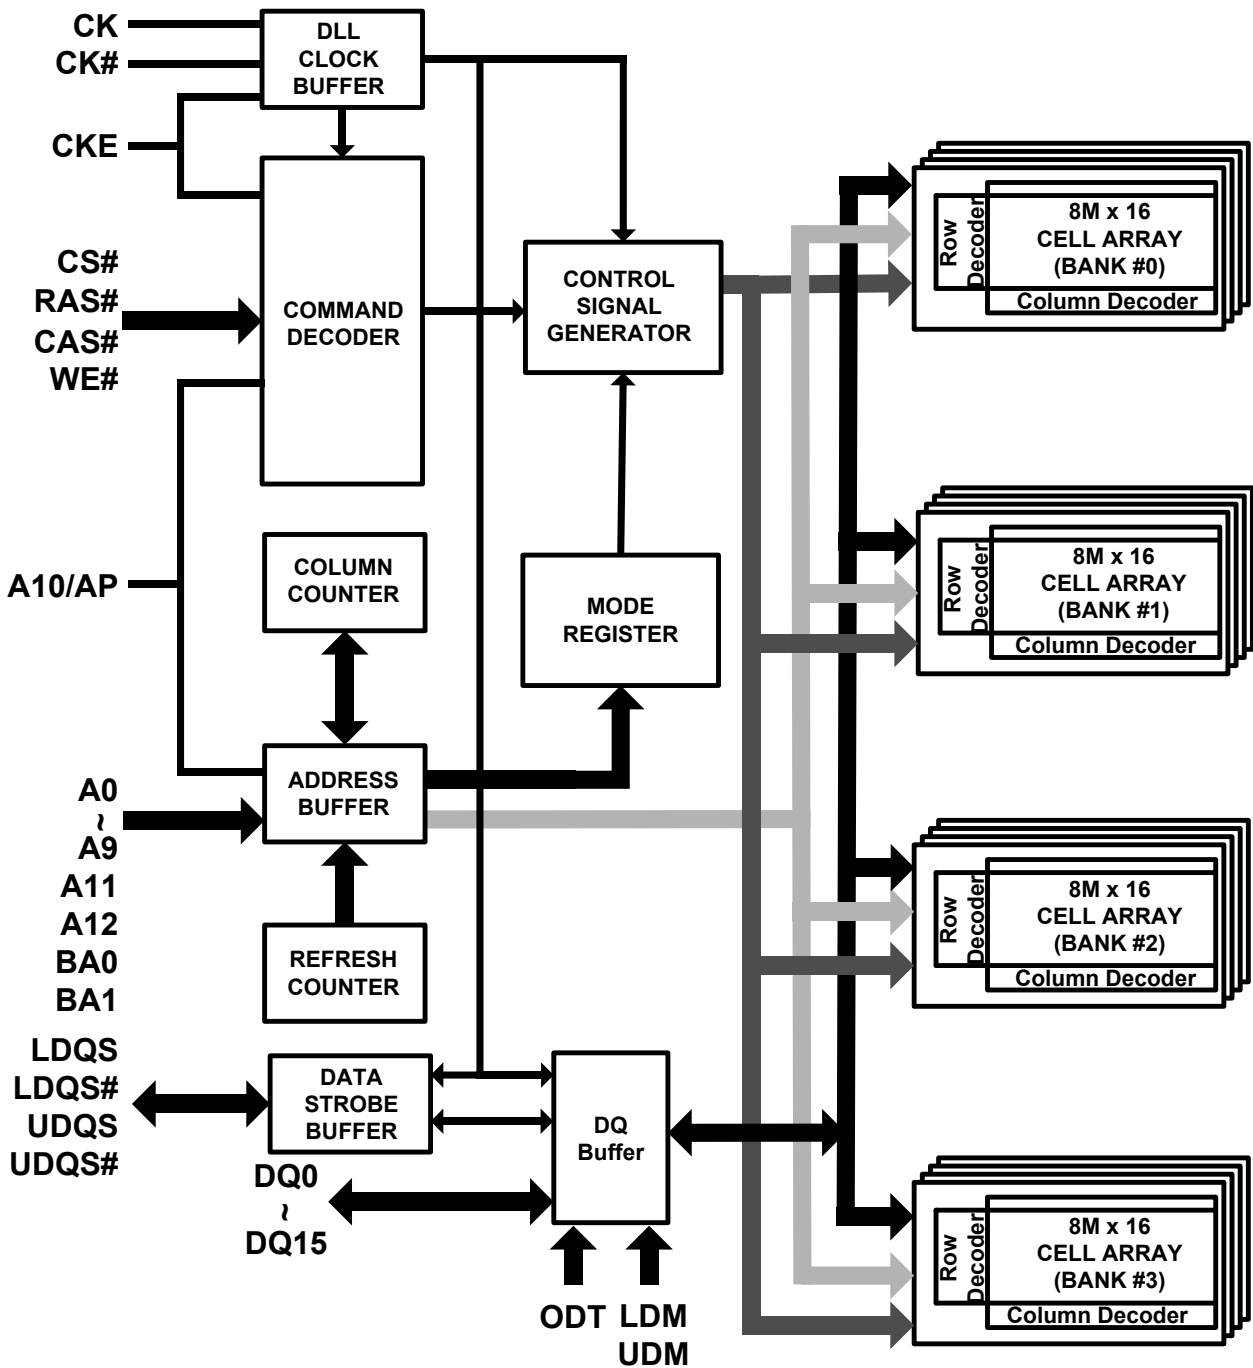 CK
CK#
CKE
CS#
RAS#
CAS#
WE#
A10/AP
A0
~
A9
A11
A12
BA0
BA1
LDQS
LDQS#
UDQS
UDQS#
DLL
CLOCK
BUFFER
COMMAND
DECODER
COLUMN
COUNTER
ADDRESS
BUFFER
REFRESH
COUNTER
DATA
STROBE
BUFFER
DQ0
~
DQ15
CONTROL
SIGNAL
GENERATOR
MODE
REGISTER
DQ
Buffer
ODT
LDM
UDM
Row
Decoder
8M x 16
CELL ARRAY
(BANK #0)
Column Decoder
Row
Decoder
8M x 16
CELL ARRAY
(BANK #1)
Column Decoder
Row
Decoder
8M x 16
CELL ARRAY
(BANK #2)
Column Decoder
Row
Decoder
8M x 16
CELL ARRAY
(BANK #3)
Column Decoder